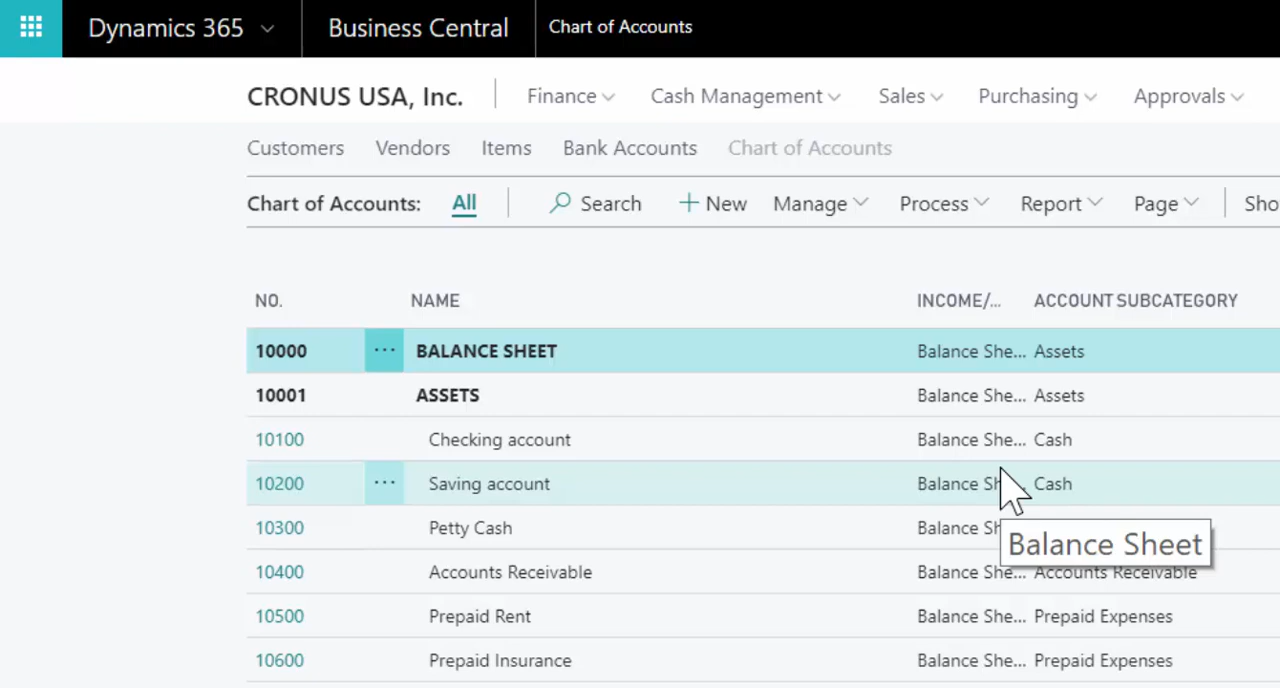 Dynamics 365 Business Central Chart of Accounts
CRONUS USA, Inc. Finance Cash Management Sales Purchasing Approvals
Customers Vendors Items Bank Accounts Chart of Accounts
Chart of Accounts: All Search + New Manage Process Report Page Sho
NO. NAME INCOME/... ACCOUNT SUBCATEGORY
10000 ... BALANCE SHEET Balance She... Assets
10001 ASSETS Balance She... Assets
10100 Checking account Balance She... Cash
10200 ... Saving account Balance Sh Cash
10300 Petty Cash Balance Sh
Balance Sheet
10400 Accounts Receivable Balance She... Accounts Receivable
10500 Prepaid Rent Balance She... Prepaid Expenses
10600 Prepaid Insurance Balance She... Prepaid Expenses